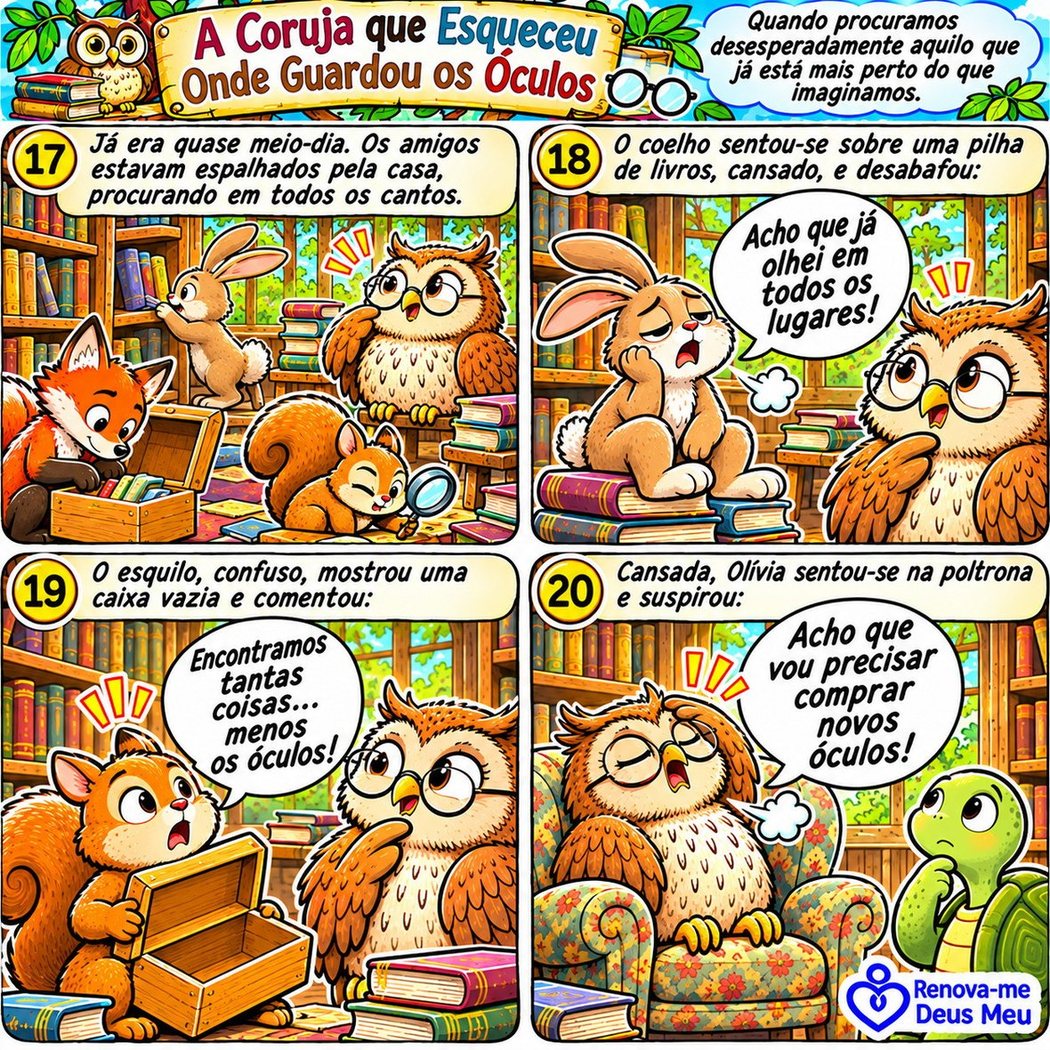 A Coruja que Esqueceu
Onde Guardou os Óculos
Quando procuramos
desesperadamente aquilo que
já está mais perto do que
imaginamos.
17
Já era quase meio-dia. Os amigos
estavam espalhados pela casa,
procurando em todos os cantos.
18
O coelho sentou-se sobre uma pilha
de livros, cansado, e desabafou:
Acho que já
olhei em
todos os
lugares!
19
O esquilo, confuso, mostrou uma
caixa vazia e comentou:
Encontramos
tantas
coisas...
menos
os óculos!
20
Cansada, Olívia sentou-se na poltrona
e suspirou:
Acho que
vou precisar
comprar
novos
óculos!
Renova-me
Deus Meu